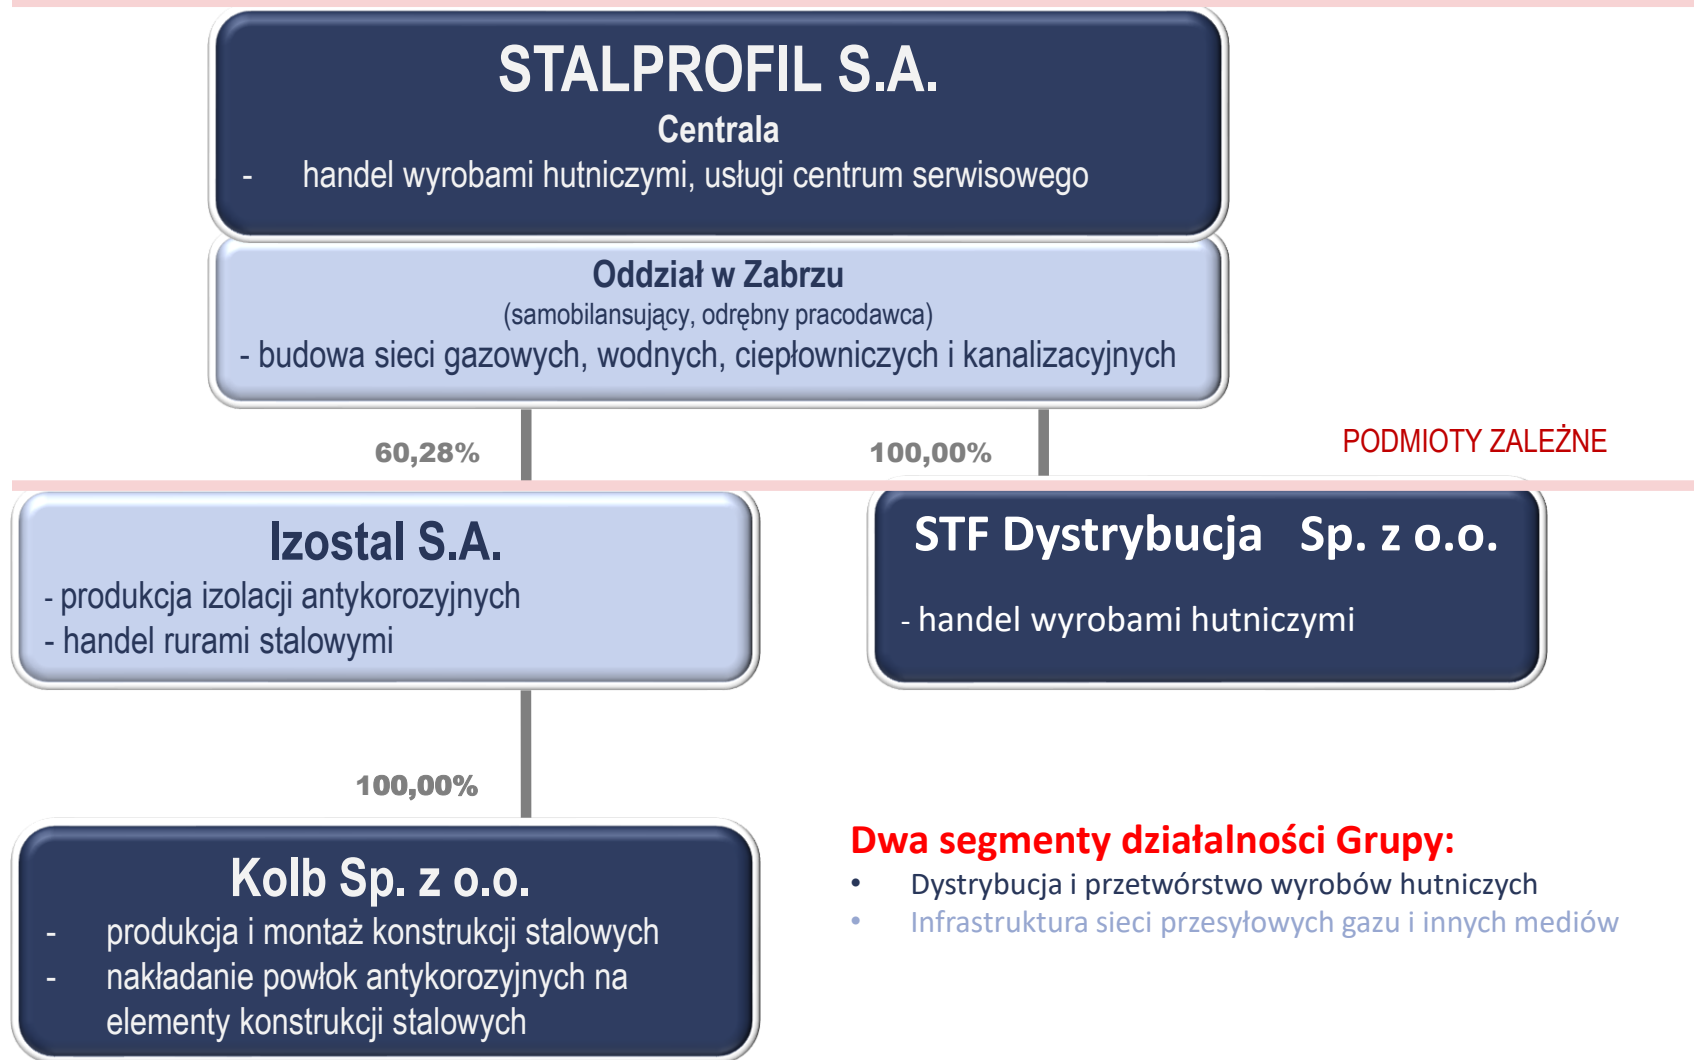 STALPROFIL S.A.
Centrala
- handel wyrobami hutniczymi, usługi centrum serwisowego
Oddział w Zabrzu
(samobilansujący, odrębny pracodawca)
- budowa sieci gazowych, wodnych, ciepłowniczych i kanalizacyjnych
60,28%
100,00%
PODMIOTY ZALEŻNE
Izostal S.A.
- produkcja izolacji antykorozyjnych
- handel rurami stalowymi
STF Dystrybucja Sp. z o.o.
- handel wyrobami hutniczymi
100,00%
Kolb Sp. z o.o.
- produkcja i montaż konstrukcji stalowych
- nakładanie powłok antykorozyjnych na
elementy konstrukcji stalowych
Dwa segmenty działalności Grupy:
• Dystrybucja i przetwórstwo wyrobów hutniczych
• Infrastruktura sieci przesyłowych gazu i innych mediów